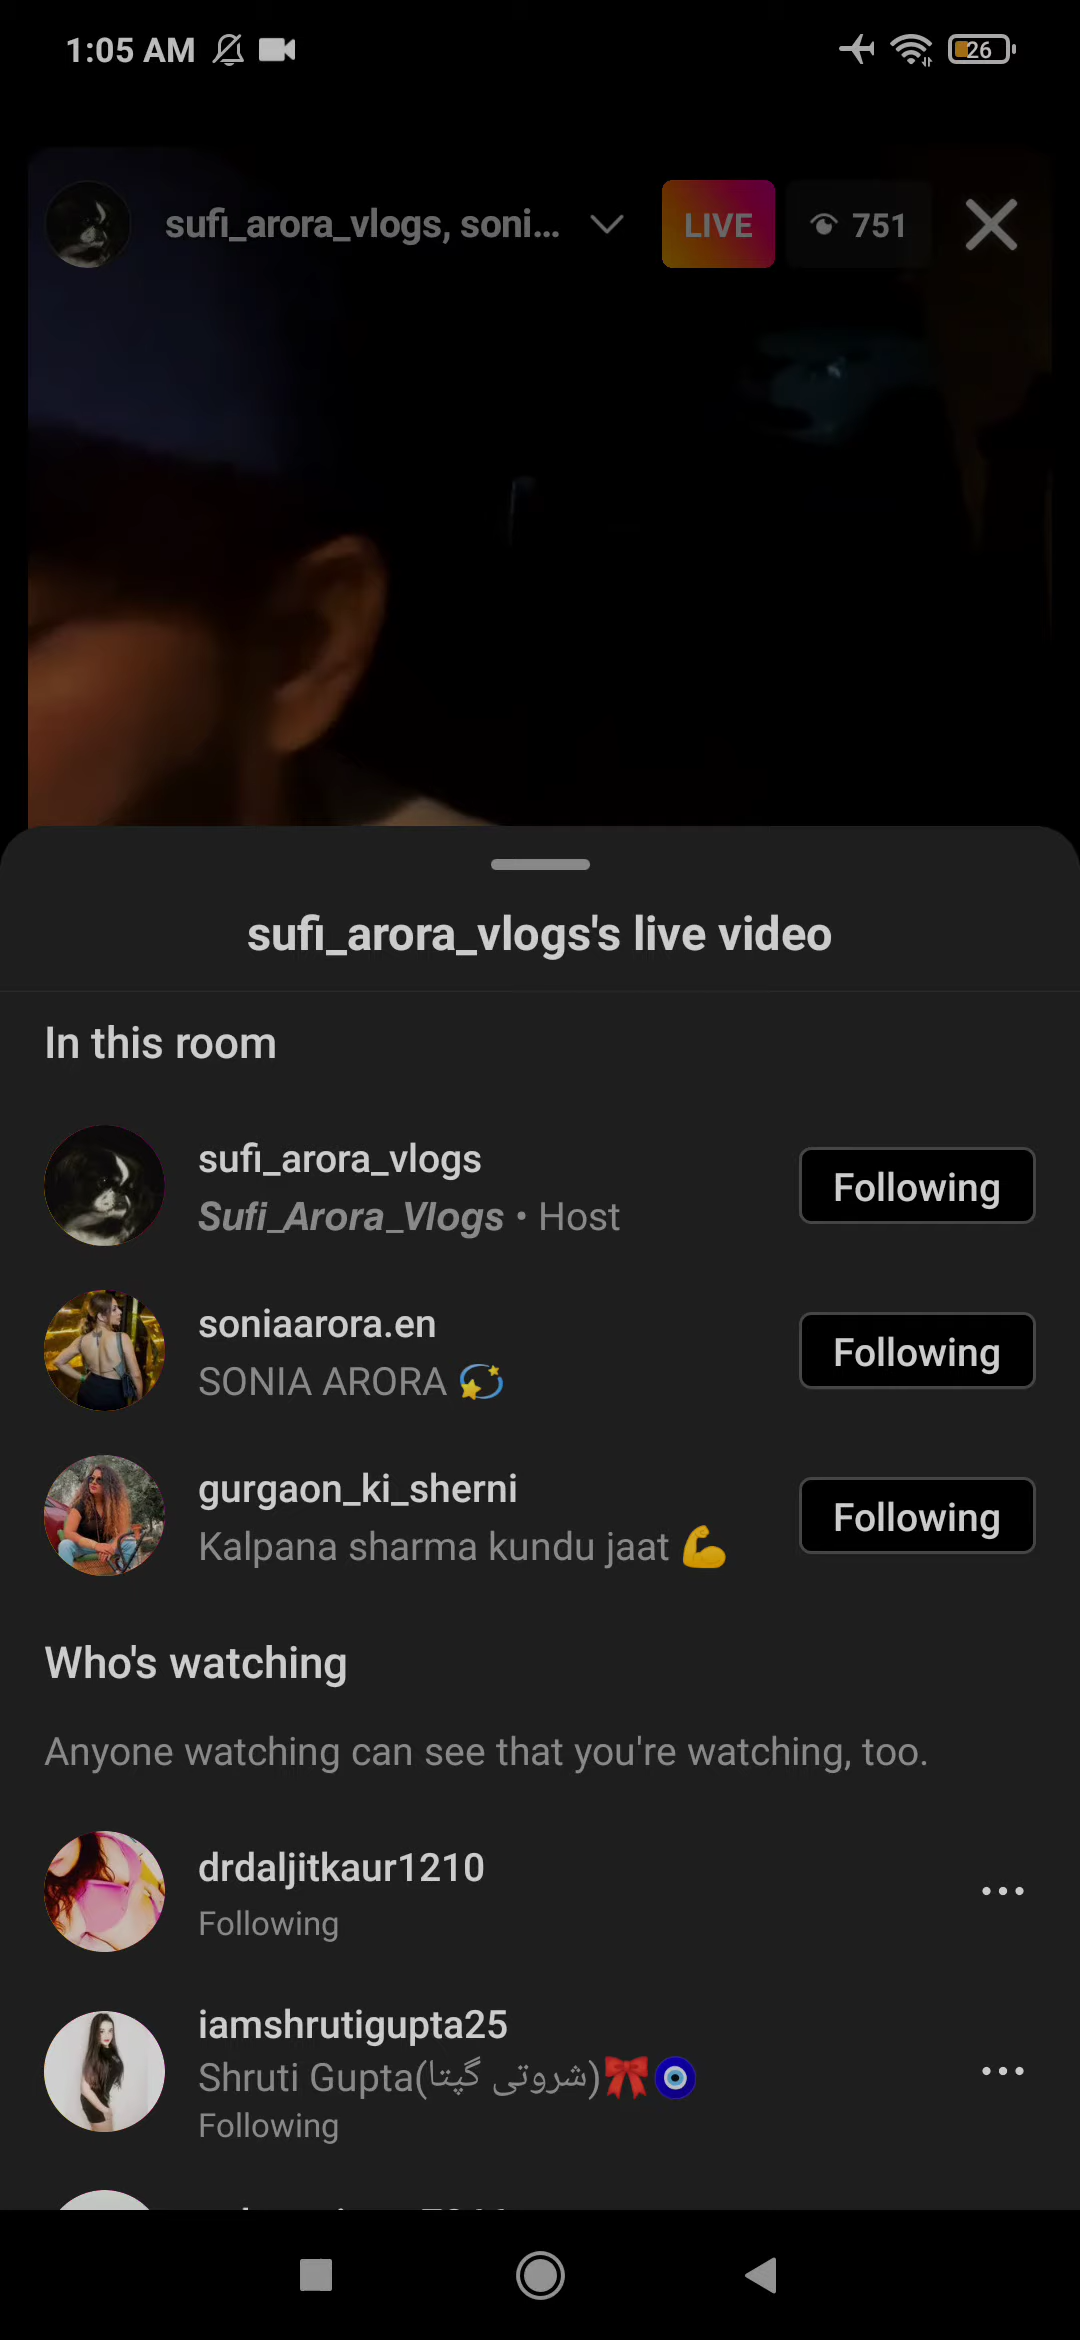 1:05 AM
26
sufi_arora_vlogs, soni...
LIVE
751
sufi_arora_vlogs's live video
In this room
sufi_arora_vlogs
Sufi_Arora_Vlogs • Host
Following
soniaarora.en
SONIA ARORA 💫
Following
gurgaon_ki_sherni
Kalpana sharma kundu jaat 💪
Following
Who's watching
Anyone watching can see that you're watching, too.
drdaljitkaur1210
Following
iamshrutigupta25
Shruti Gupta(شروتی گپتا)🎀🧿
Following